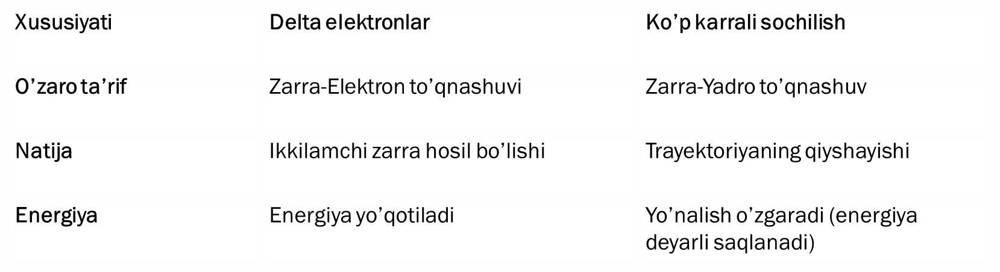 Xususiyati Delta elektronlar Ko’p karrali sochilish
O’zaro ta’rif Zarra-Elektron to’qnashuvi Zarra-Yadro to’qnashuv
Natija Ikkilamchi zarra hosil bo’lishi Trayektoriyaning qiyshayishi
Energiya Energiya yo’qotiladi Yo’nalish o’zgaradi (energiya
deyarli saqlanadi)